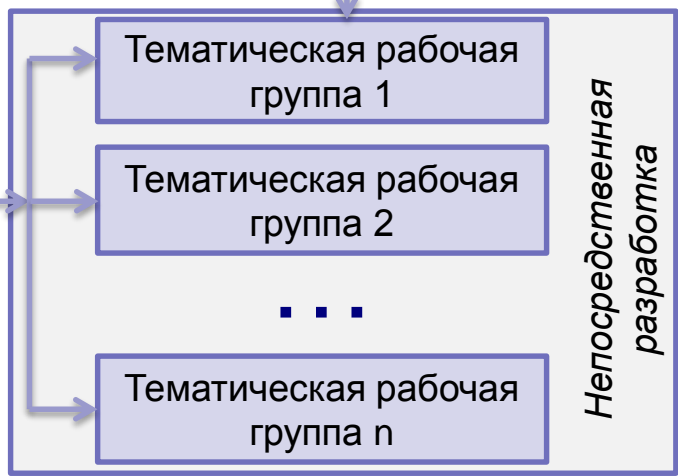 Тематическая рабочая
группа 1
Тематическая рабочая
группа 2
. . .
Тематическая рабочая
группа n
Непосредственная
разработка